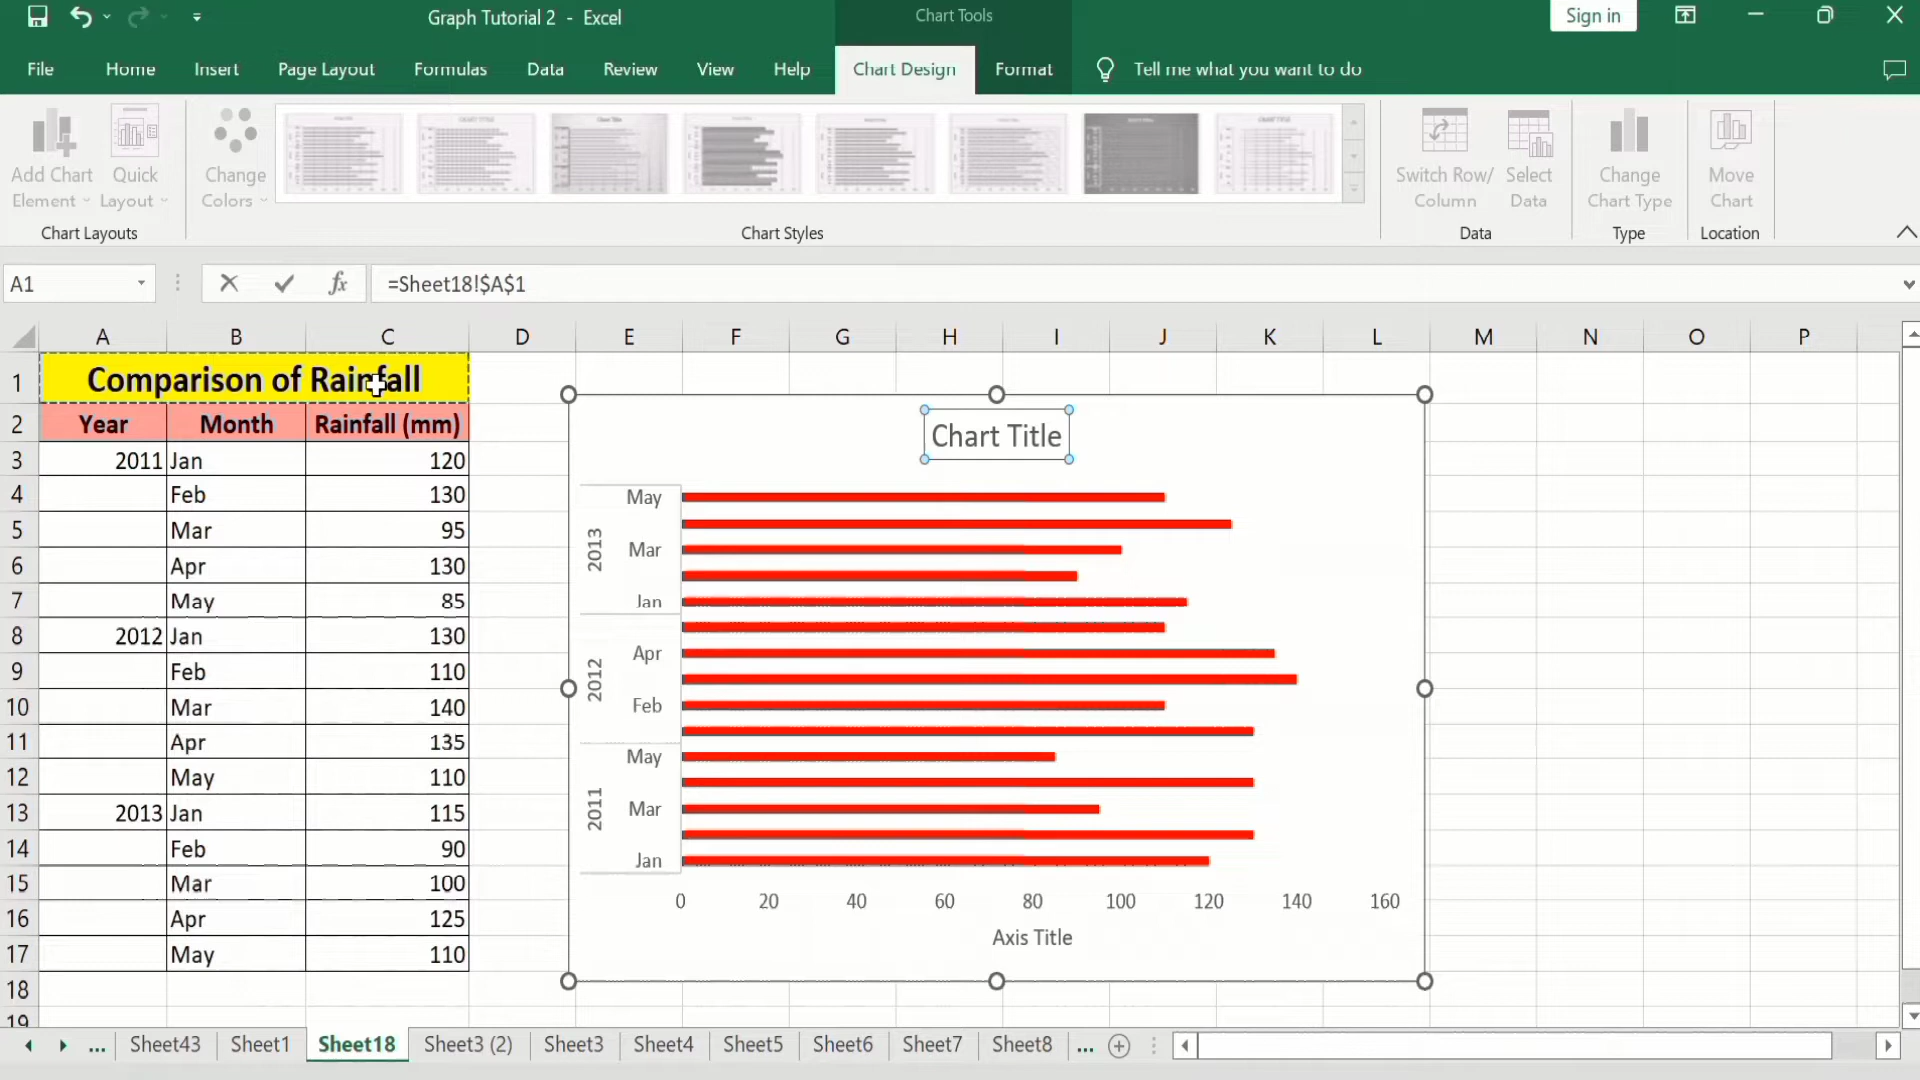 Graph Tutorial 2 - Excel
Chart Tools
Sign in
File Home Insert Page Layout Formulas Data Review View Help Chart Design Format Tell me what you want to do
Add Chart Element
Quick Layout
Change Colors
Switch Row/ Column
Select Data
Change Chart Type
Move Chart
Chart Layouts
Chart Styles
Data
Type
Location
A1
fx
=Sheet18!$A$1
A B C D E F G H I J K L M N O P
1 Comparison of Rainfall
2 Year Month Rainfall (mm)
3 2011 Jan 120
4 Feb 130
5 Mar 95
6 Apr 130
7 May 85
8 2012 Jan 130
9 Feb 110
10 Mar 140
11 Apr 135
12 May 110
13 2013 Jan 115
14 Feb 90
15 Mar 100
16 Apr 125
17 May 110
18
19
Chart Title
May
2013 Mar
Jan
Apr
2012
Feb
May
2011 Mar
Jan
0 20 40 60 80 100 120 140 160
Axis Title
... Sheet43 Sheet1 Sheet18 Sheet3 (2) Sheet3 Sheet4 Sheet5 Sheet6 Sheet7 Sheet8 ...